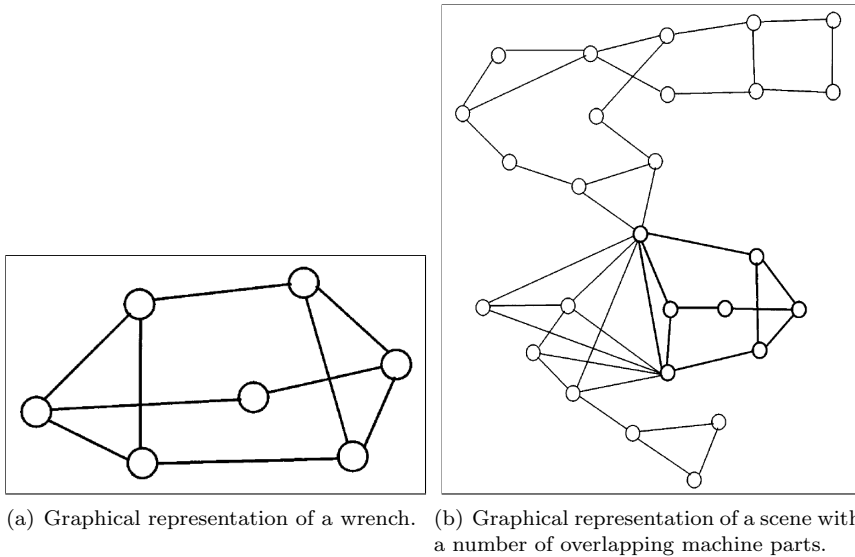 (a) Graphical representation of a wrench.
(b) Graphical representation of a scene with
a number of overlapping machine parts.